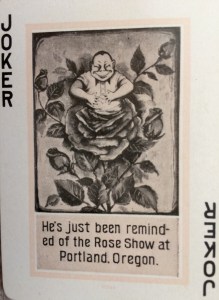 JOKER
He's just been remind-
ed of the Rose Show at
Portland, Oregon.
JOKER